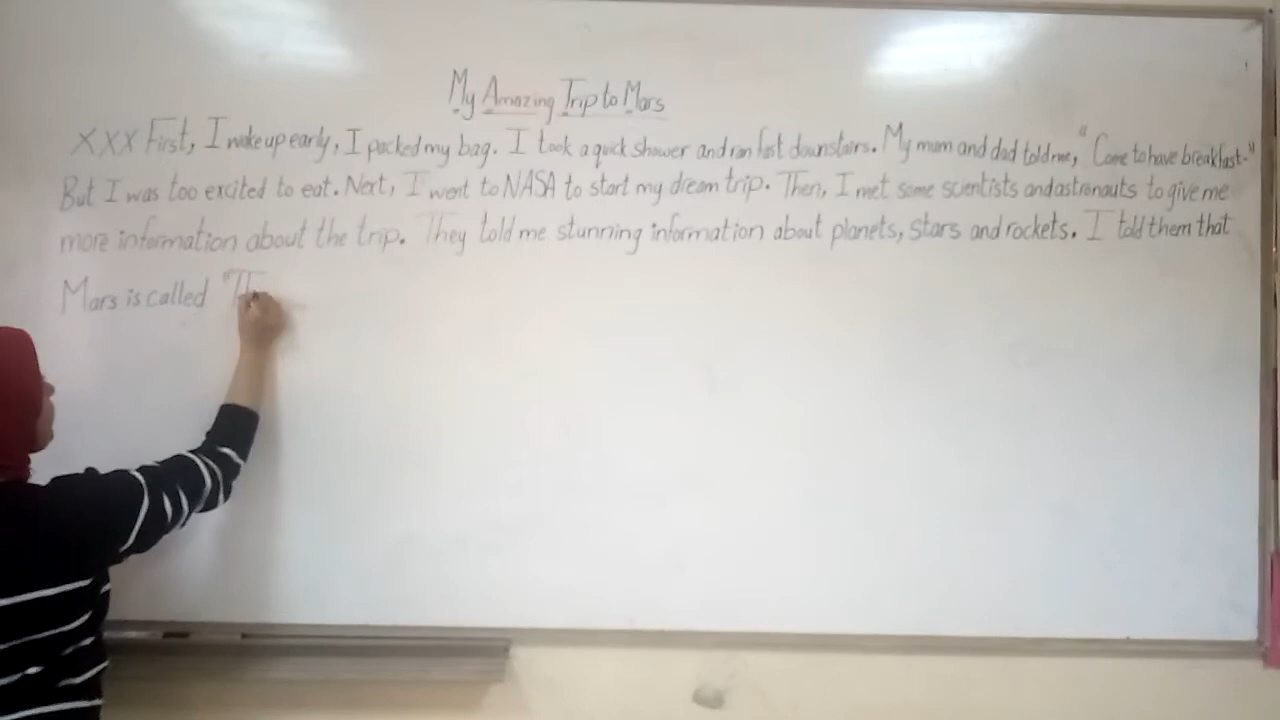 My Amazing Trip to Mars
XXX First, I woke up early, I packed my bag. I took a quick shower and ran fast downstairs. My mum and dad told me, "Come to have breakfast."
But I was too excited to eat. Next, I went to NASA to start my dream trip. Then, I met some scientists and astronauts to give me
more information about the trip. They told me stunning information about planets, stars and rockets. I told them that
Mars is called "Th